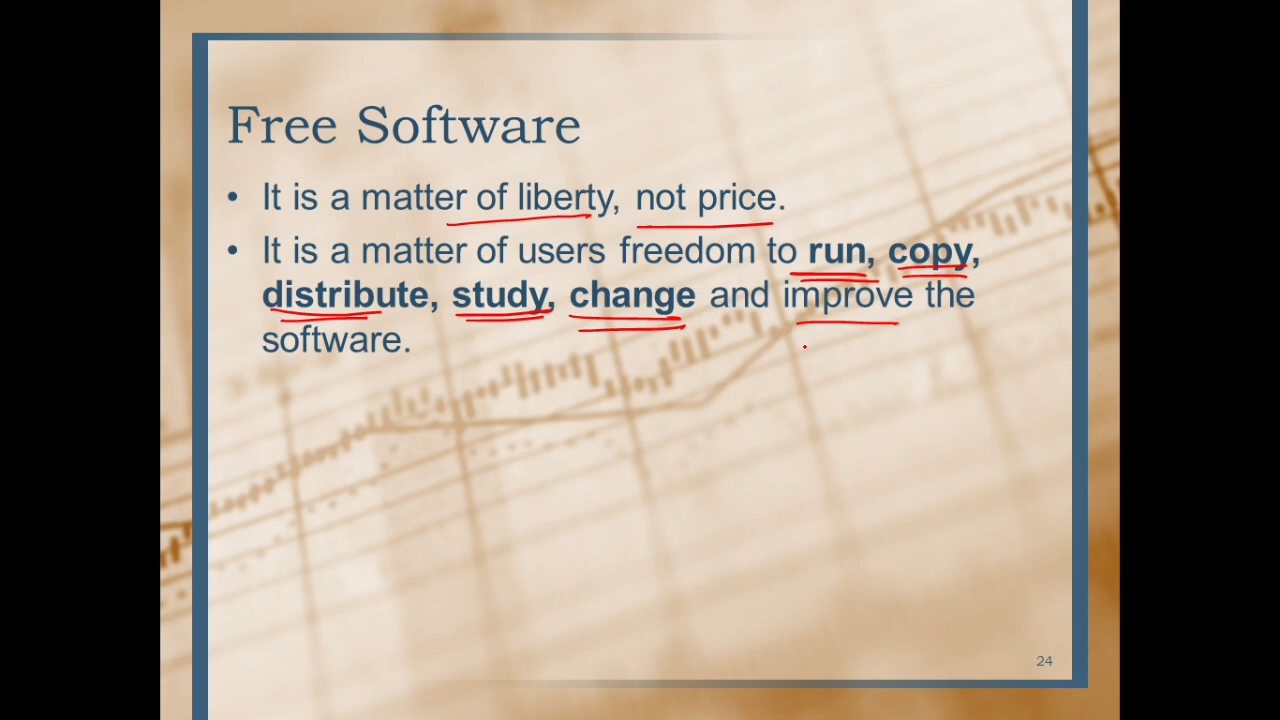 Free Software
• It is a matter of liberty, not price.
• It is a matter of users freedom to run, copy,
distribute, study, change and improve the
software.
24